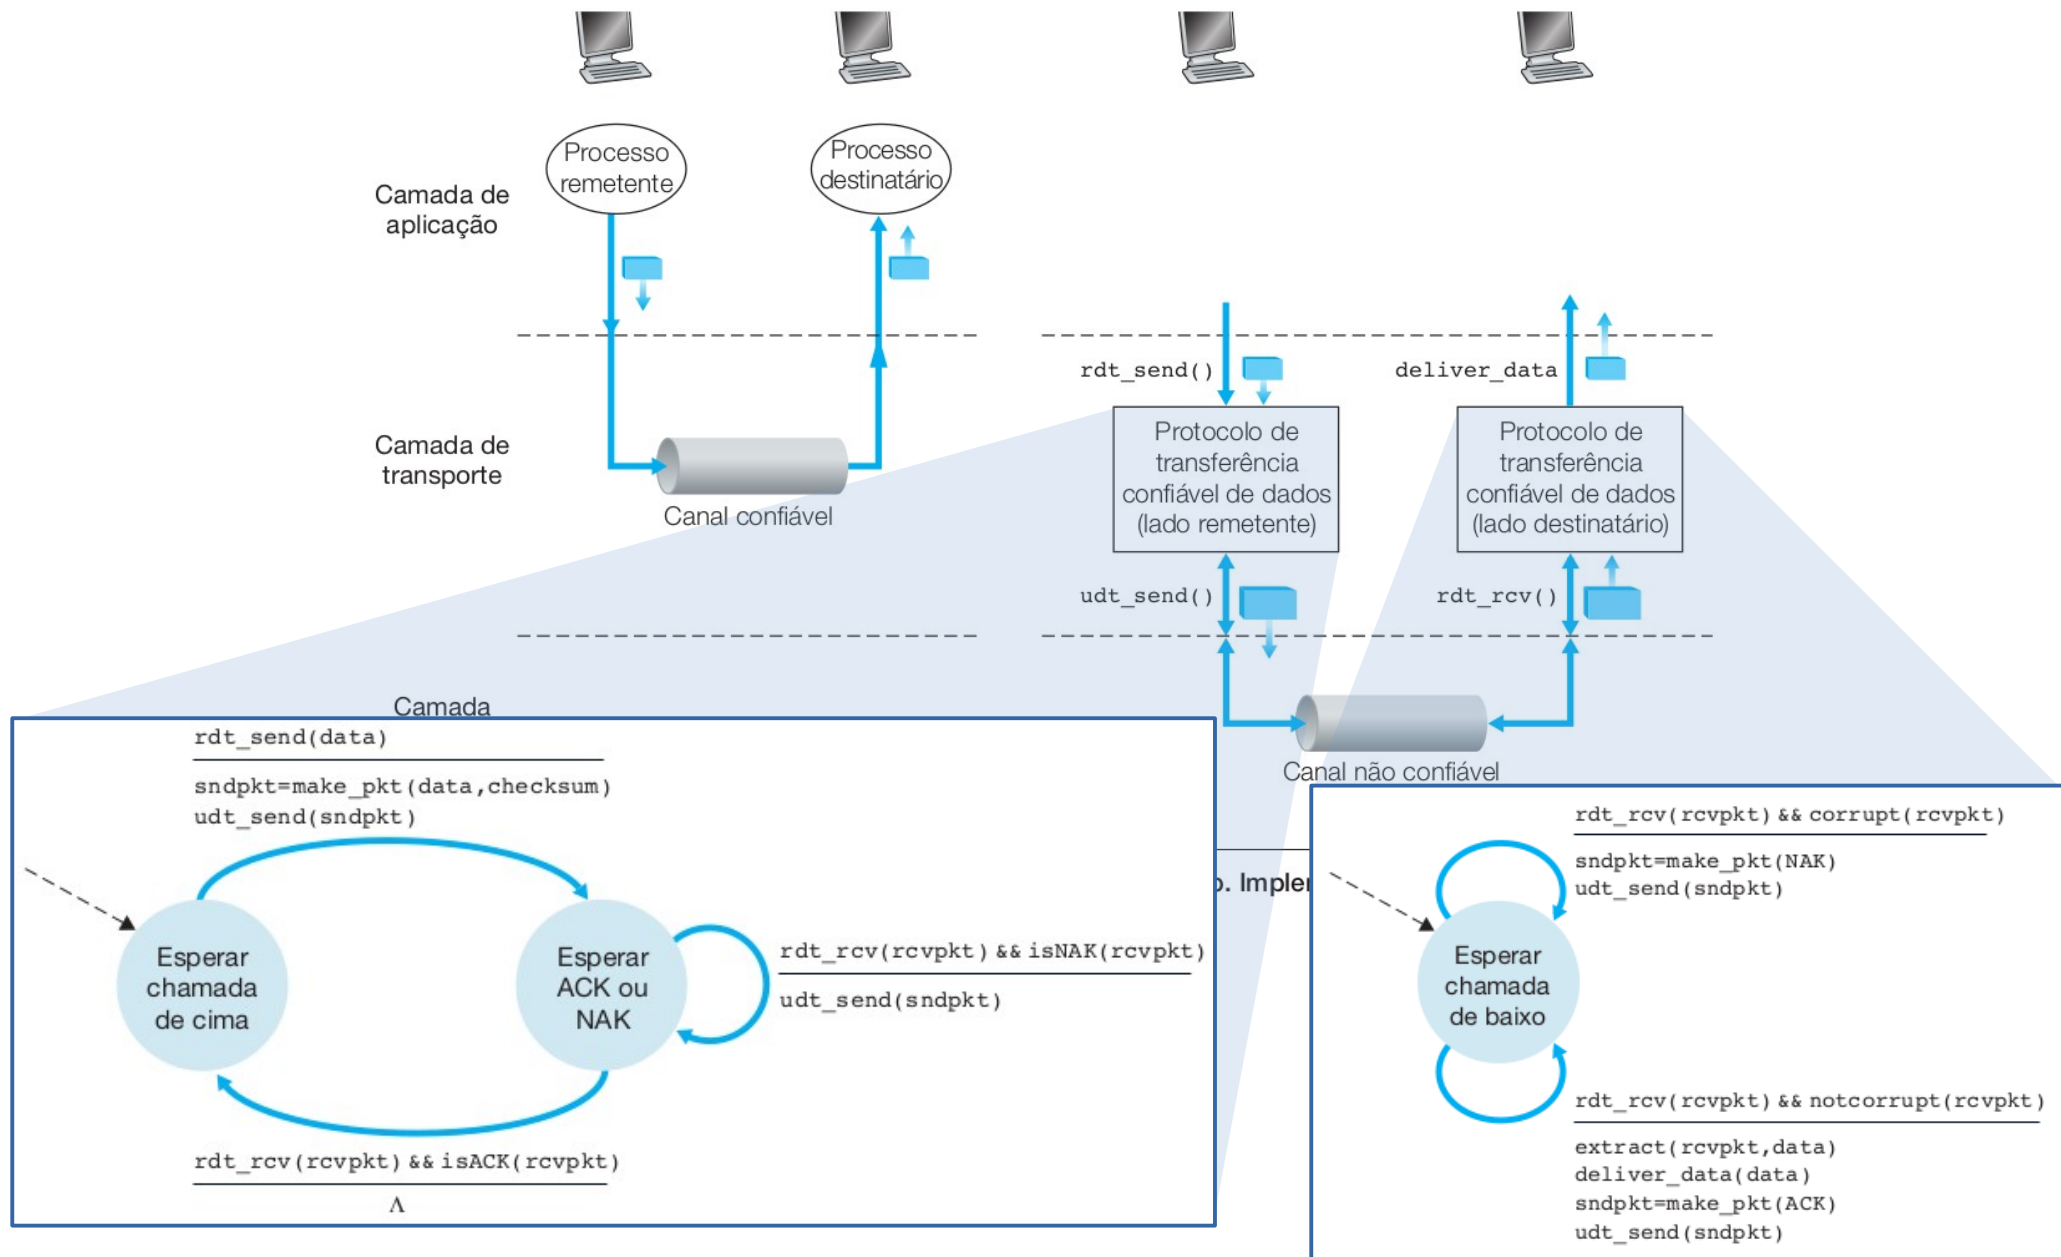 Processo
remetente
Processo
destinatário
Camada de
aplicação
rdt_send()
deliver_data
Camada de
transporte
Canal confiável
Protocolo de
transferência
confiável de dados
(lado remetente)
Protocolo de
transferência
confiável de dados
(lado destinatário)
udt_send()
rdt_rcv()
Canal não confiável
Camada
rdt_send(data)
sndpkt=make_pkt(data,checksum)
udt_send(sndpkt)
Esperar
chamada
de cima
Esperar
ACK ou
NAK
rdt_rcv(rcvpkt) && isNAK(rcvpkt)
udt_send(sndpkt)
rdt_rcv(rcvpkt) && isACK(rcvpkt)
Λ
rdt_rcv(rcvpkt) && corrupt(rcvpkt)
sndpkt=make_pkt(NAK)
udt_send(sndpkt)
Esperar
chamada
de baixo
rdt_rcv(rcvpkt) && notcorrupt(rcvpkt)
extract(rcvpkt,data)
deliver_data(data)
sndpkt=make_pkt(ACK)
udt_send(sndpkt)